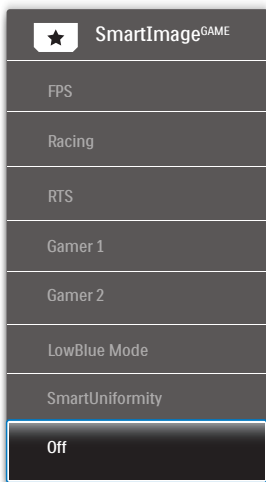 SmartImageGAME
FPS
Racing
RTS
Gamer 1
Gamer 2
LowBlue Mode
SmartUniformity
Off